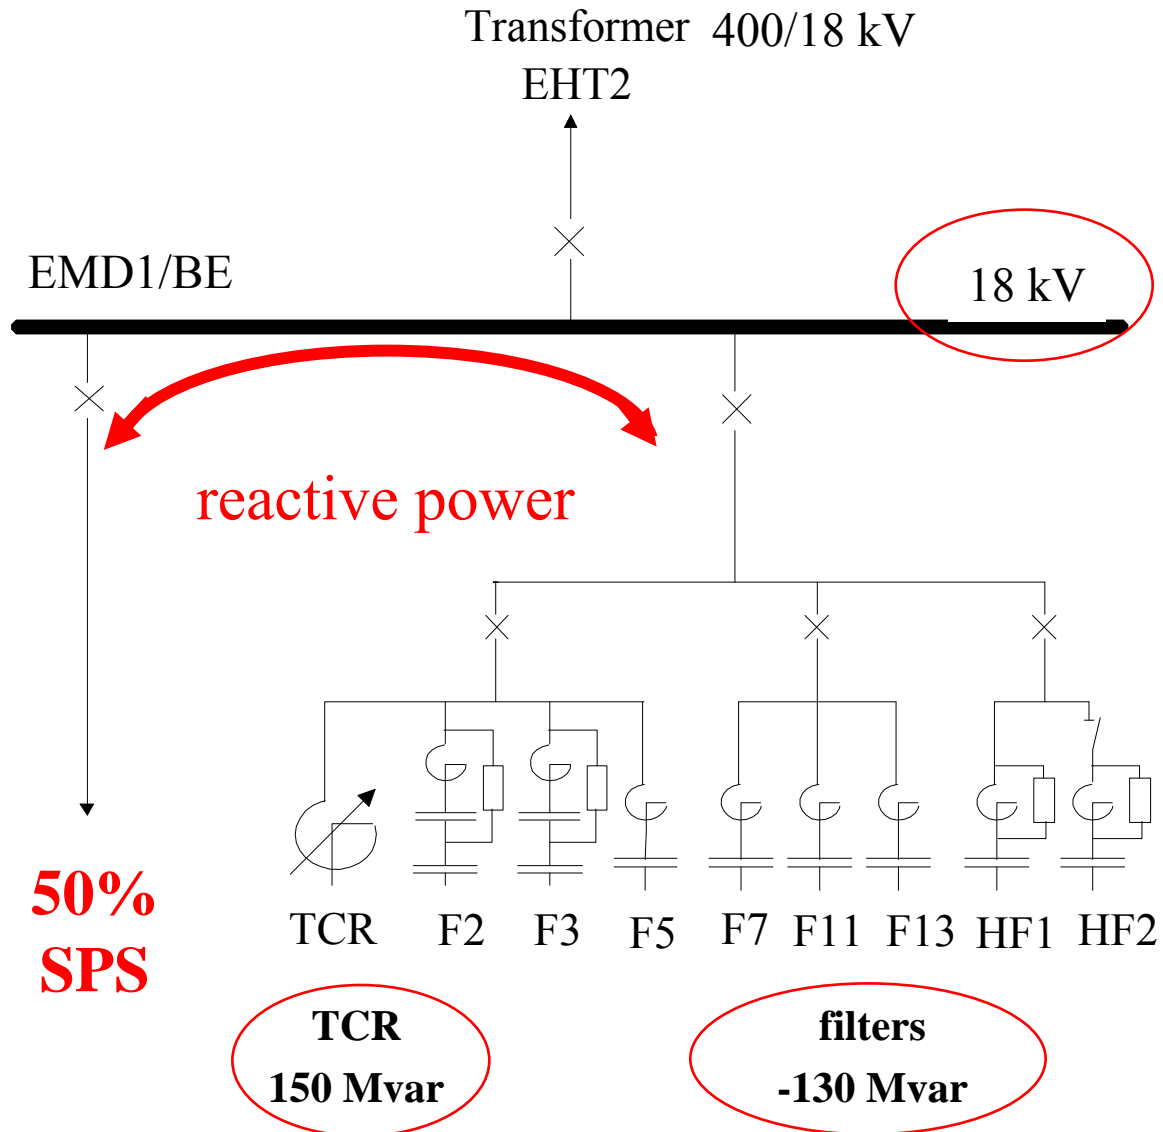 Transformer 400/18 kV
EHT2
EMD1/BE
18 kV
reactive power
50%
SPS
TCR
F2
F3
F5
F7
F11
F13
HF1
HF2
TCR
150 Mvar
filters
-130 Mvar